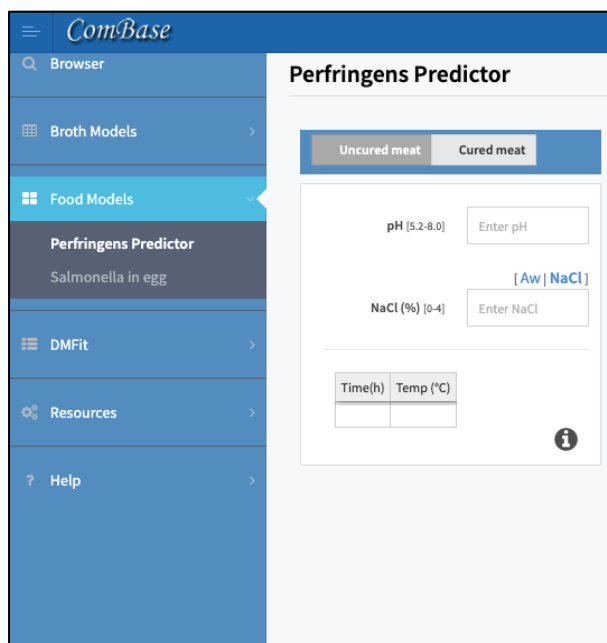 ComBase
Browser
Broth Models
Food Models
Perfringens Predictor
Salmonella in egg
DMFit
Resources
? Help
Perfringens Predictor
Uncured meat Cured meat
pH [5.2-8.0] Enter pH
[ Aw | NaCl ]
NaCl (%) [0-4] Enter NaCl
Time(h) Temp (°C)